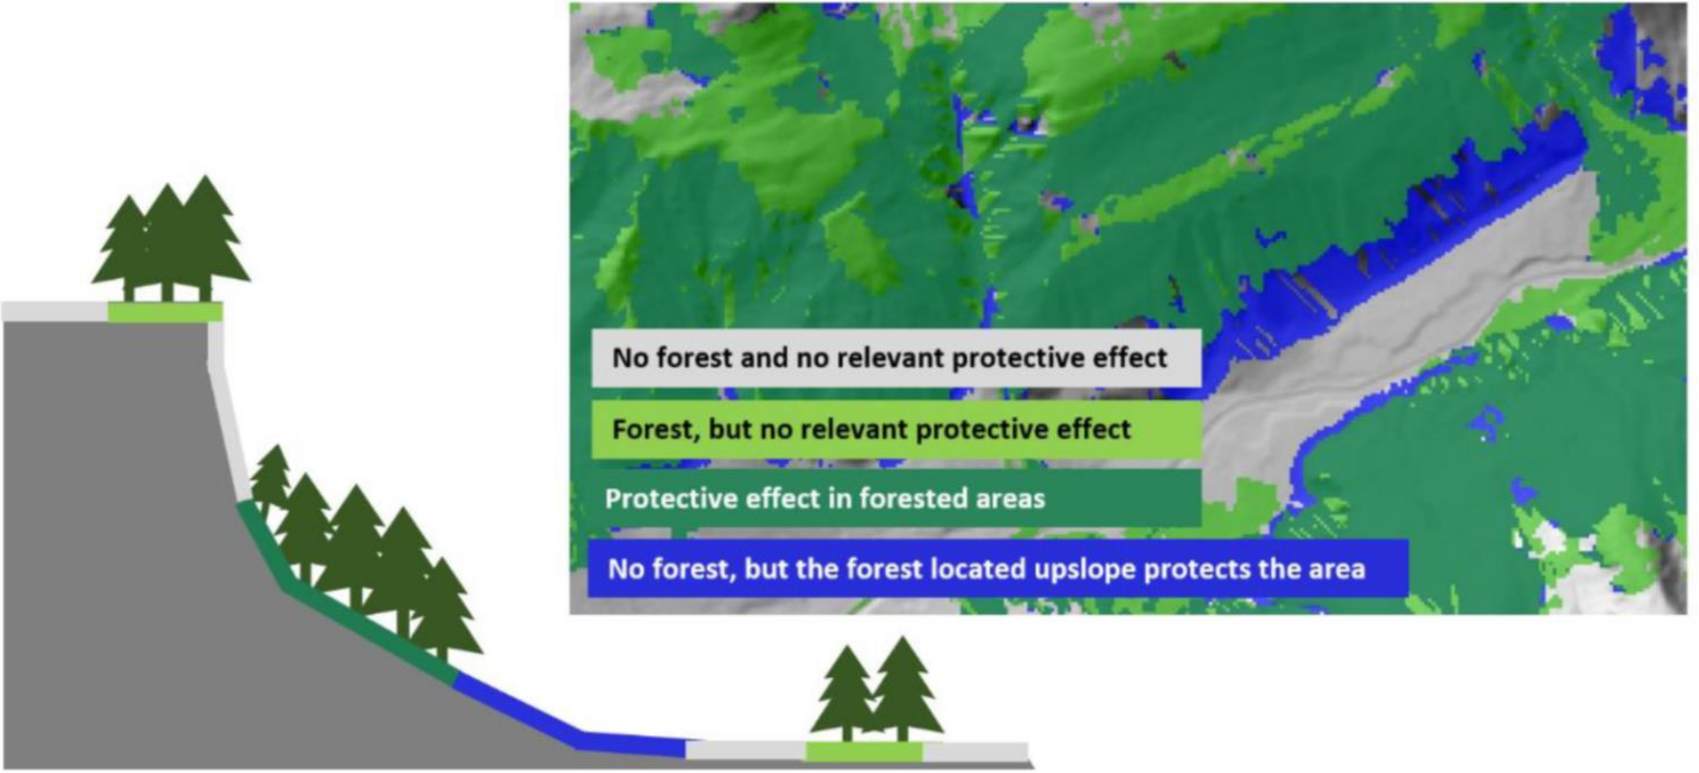 No forest and no relevant protective effect
Forest, but no relevant protective effect
Protective effect in forested areas
No forest, but the forest located upslope protects the area